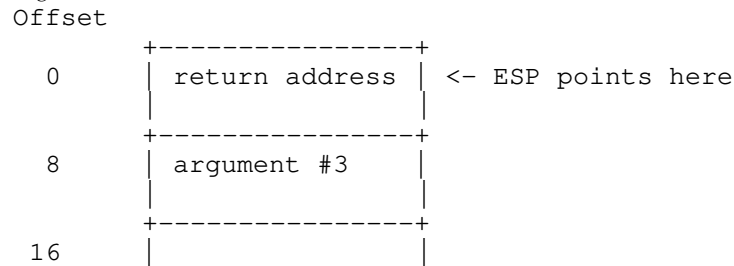 Offset
+----------------+
0 | return address | <- ESP points here
| |
+----------------+
8 | argument #3 |
| |
+----------------+
16 | |